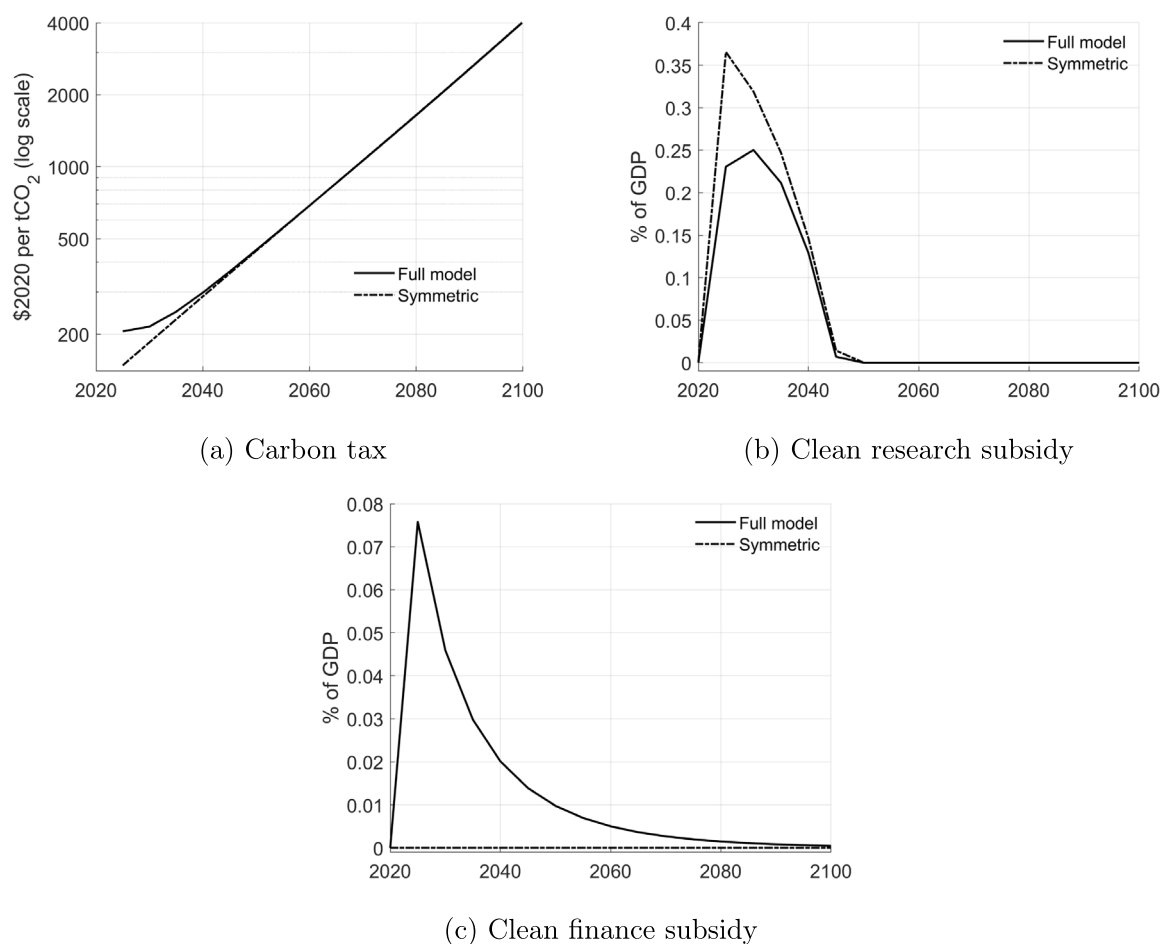 $2020 per tCO2 (log scale)
4000
2000
1000
500
200
2020 2040 2060 2080 2100
Full model
Symmetric
(a) Carbon tax
% of GDP
0.4
0.35
0.3
0.25
0.2
0.15
0.1
0.05
0
2020 2040 2060 2080 2100
Full model
Symmetric
(b) Clean research subsidy
% of GDP
0.08
0.07
0.06
0.05
0.04
0.03
0.02
0.01
0
2020 2040 2060 2080 2100
Full model
Symmetric
(c) Clean finance subsidy